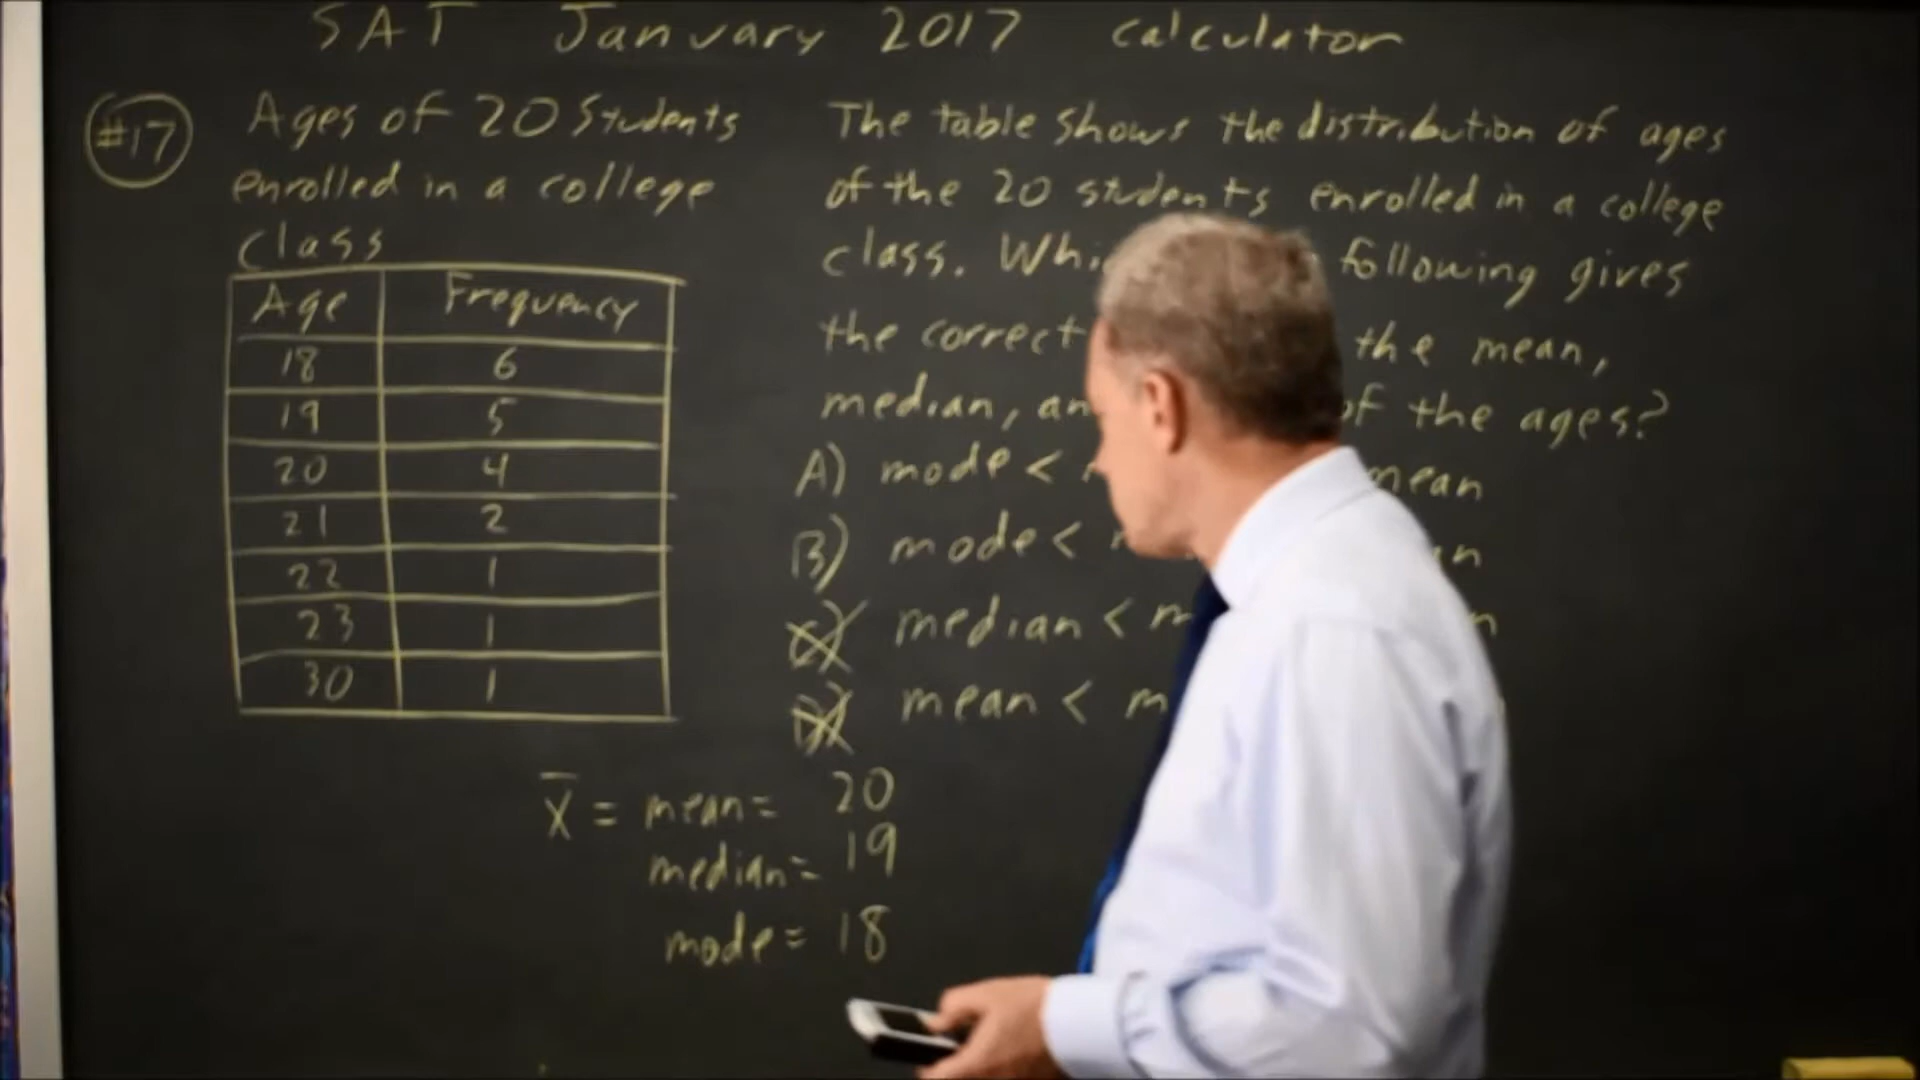 SAT January 2017 calculator
#17
Ages of 20 Students
enrolled in a college
class
Age Frequency
18 6
19 5
20 4
21 2
22 1
23 1
30 1
The table shows the distribution of ages
of the 20 students enrolled in a college
class. following gives
the correct the mean,
median, of the ages?
A) mode < mean
B) mode <
C) median <
D) mean <
X̄ = mean = 20
median = 19
mode = 18